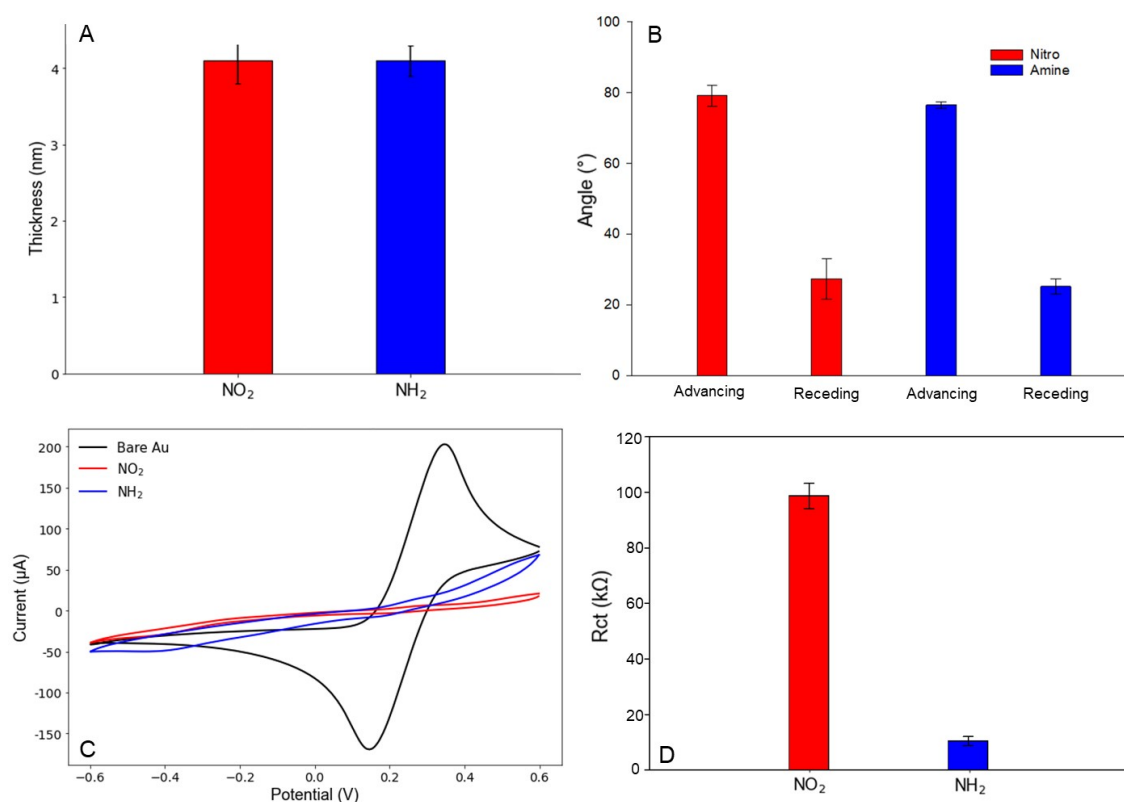 A
Thickness (nm)
4
3
2
1
0
NO₂
NH₂
B
Angle (°)
100
80
60
40
20
0
Nitro
Amine
Advancing
Receding
Advancing
Receding
Current (µA)
200
150
100
50
0
-50
-100
-150
Bare Au
NO₂
NH₂
C
−0.6
−0.4
−0.2
0.0
0.2
0.4
0.6
Potential (V)
Rct (kΩ)
120
100
80
60
40
20
0
D
NO₂
NH₂